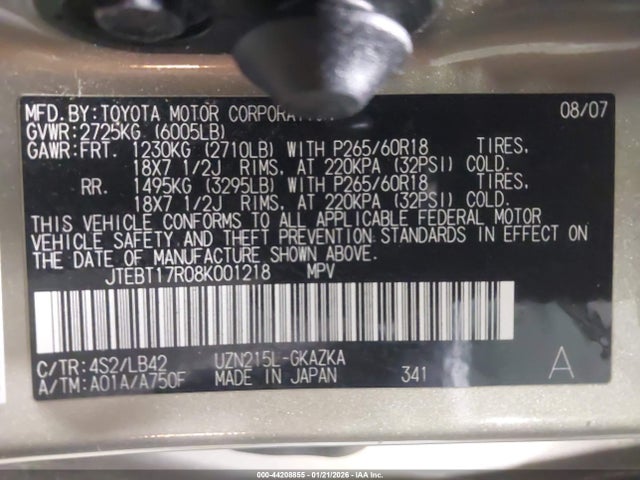 MFD.BY:TOYOTA MOTOR CORPORATION 08/07
GVWR:2725KG (6005LB)
GAWR:FRT. 1230KG (2710LB) WITH P265/60R18 TIRES,
18X7 1/2J RIMS, AT 220KPA (32PSI) COLD.
RR. 1495KG (3295LB) WITH P265/60R18 TIRES,
18X7 1/2J RIMS, AT 220KPA (32PSI) COLD.
THIS VEHICLE CONFORMS TO ALL APPLICABLE FEDERAL MOTOR
VEHICLE SAFETY AND THEFT PREVENTION STANDARDS IN EFFECT ON
THE DATE OF MANUFACTURE SHOWN ABOVE.
JTEBT17R08K001218 MPV
C/TR:4S2/LB42 UZN215L-GKAZKA
A/TM:A01A/A750F MADE IN JAPAN 341 A
000-44208855 - 01/21/2026 - IAA Inc.